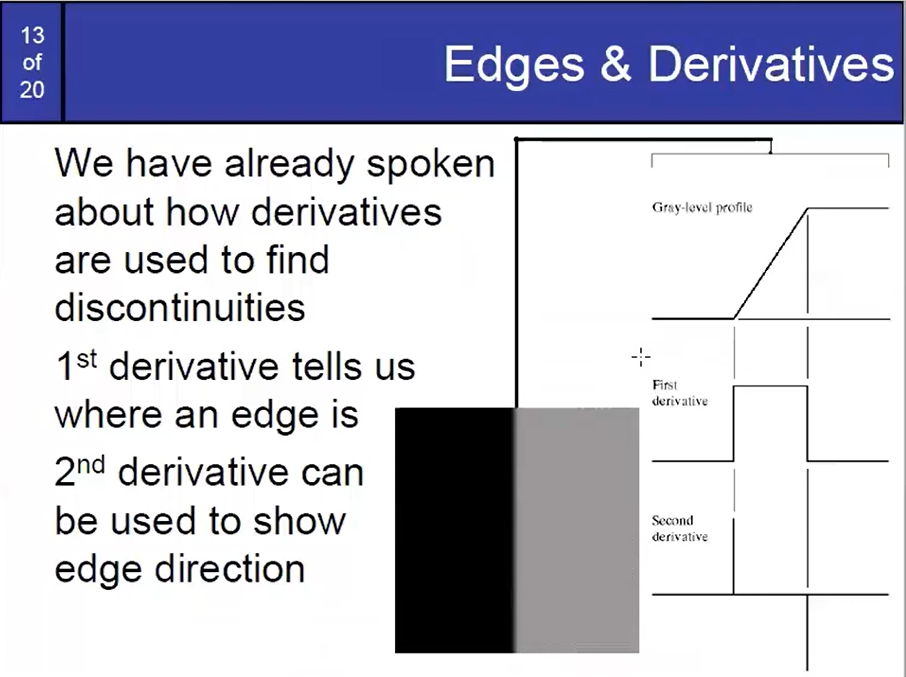 13
of
20
Edges & Derivatives
We have already spoken
about how derivatives
are used to find
discontinuities
1st derivative tells us
where an edge is
2nd derivative can
be used to show
edge direction
Gray-level profile
First
derivative
Second
derivative